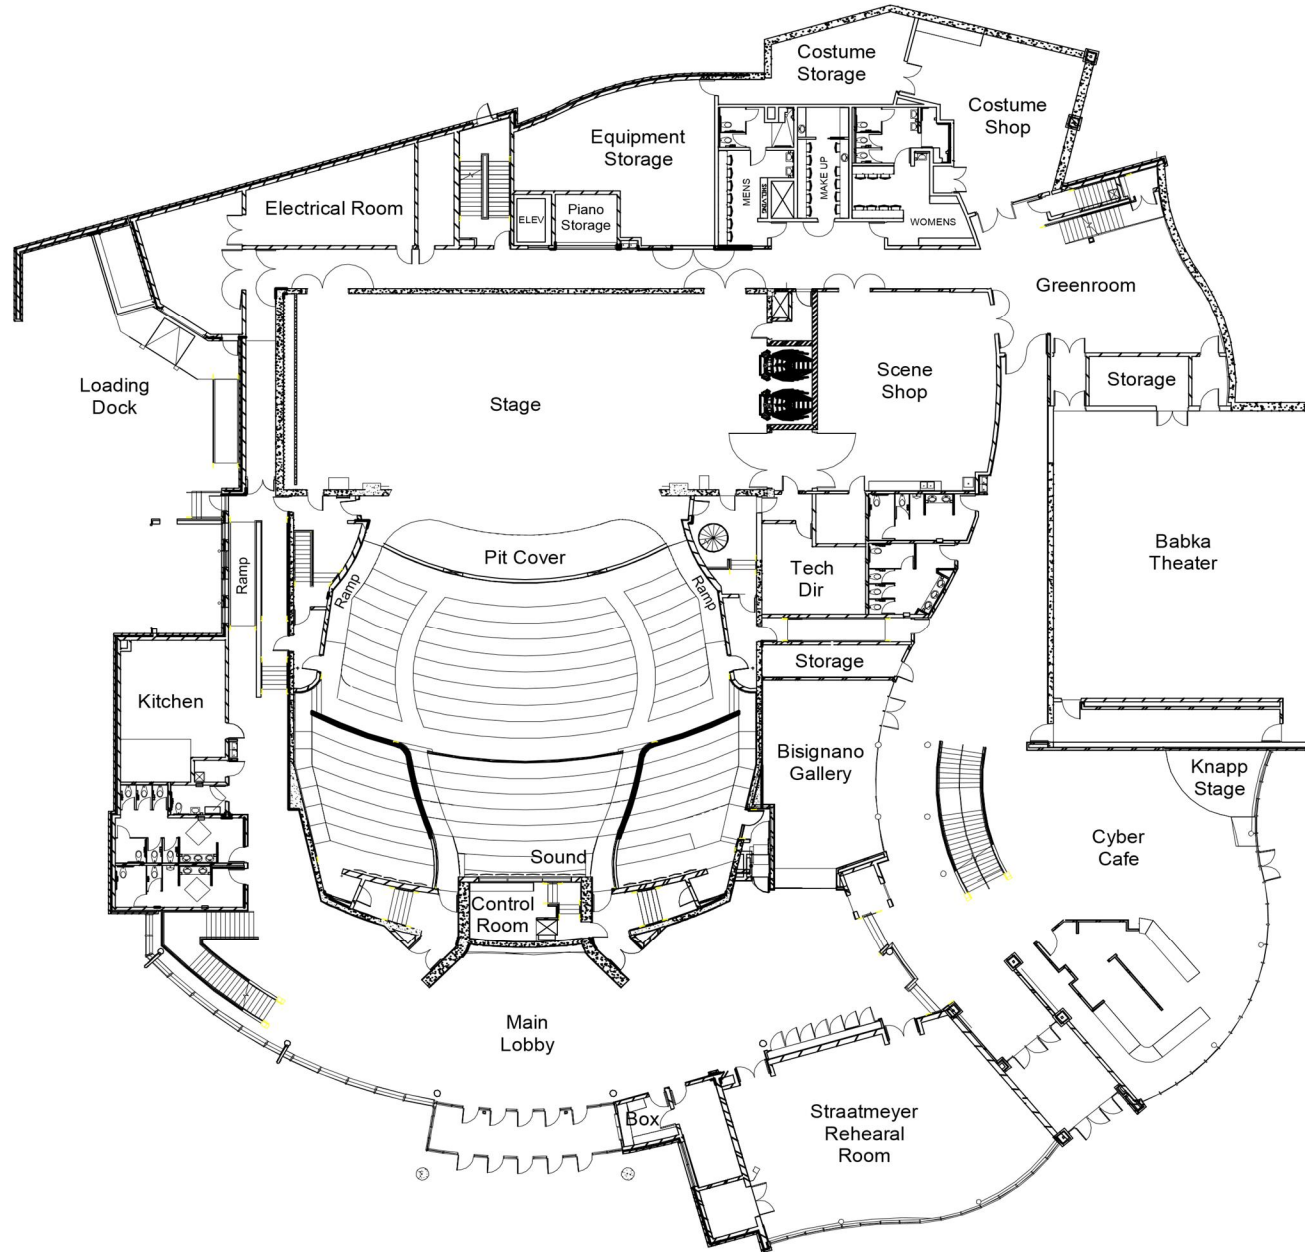 Costume
Storage
Costume
Shop
Equipment
Storage
Electrical Room
ELEV
Piano
Storage
MENS
SHELVING
MAKE UP
WOMENS
Greenroom
Loading
Dock
Stage
Scene
Shop
Storage
Pit Cover
Ramp
Ramp
Ramp
Tech
Dir
Babka
Theater
Storage
Kitchen
Bisignano
Gallery
Knapp
Stage
Cyber
Cafe
Sound
Control
Room
Main
Lobby
Box
Straatmeyer
Rehearal
Room